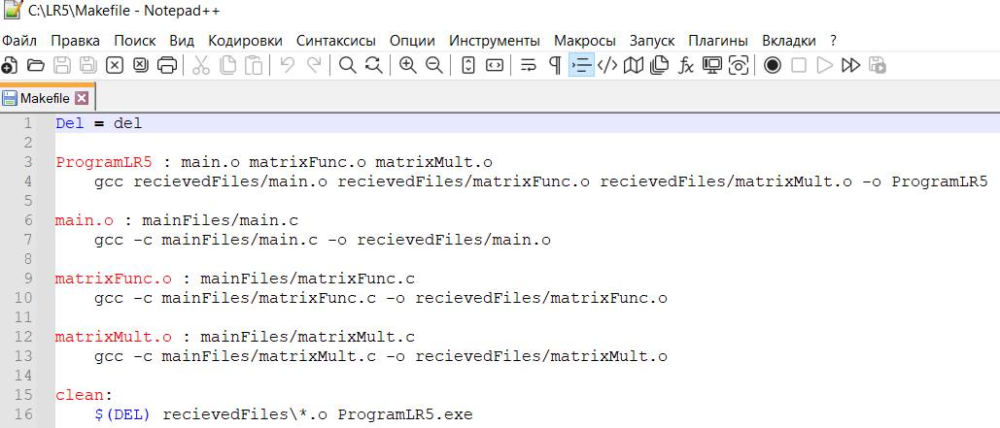 C:\LR5\Makefile - Notepad++
Файл Правка Поиск Вид Кодировки Синтаксисы Опции Инструменты Макросы Запуск Плагины Вкладки ?
Makefile
1 Del = del
2
3 ProgramLR5 : main.o matrixFunc.o matrixMult.o
4     gcc recievedFiles/main.o recievedFiles/matrixFunc.o recievedFiles/matrixMult.o -o ProgramLR5
5
6 main.o : mainFiles/main.c
7     gcc -c mainFiles/main.c -o recievedFiles/main.o
8
9 matrixFunc.o : mainFiles/matrixFunc.c
10     gcc -c mainFiles/matrixFunc.c -o recievedFiles/matrixFunc.o
11
12 matrixMult.o : mainFiles/matrixMult.c
13     gcc -c mainFiles/matrixMult.c -o recievedFiles/matrixMult.o
14
15 clean:
16     $(DEL) recievedFiles\*.o ProgramLR5.exe